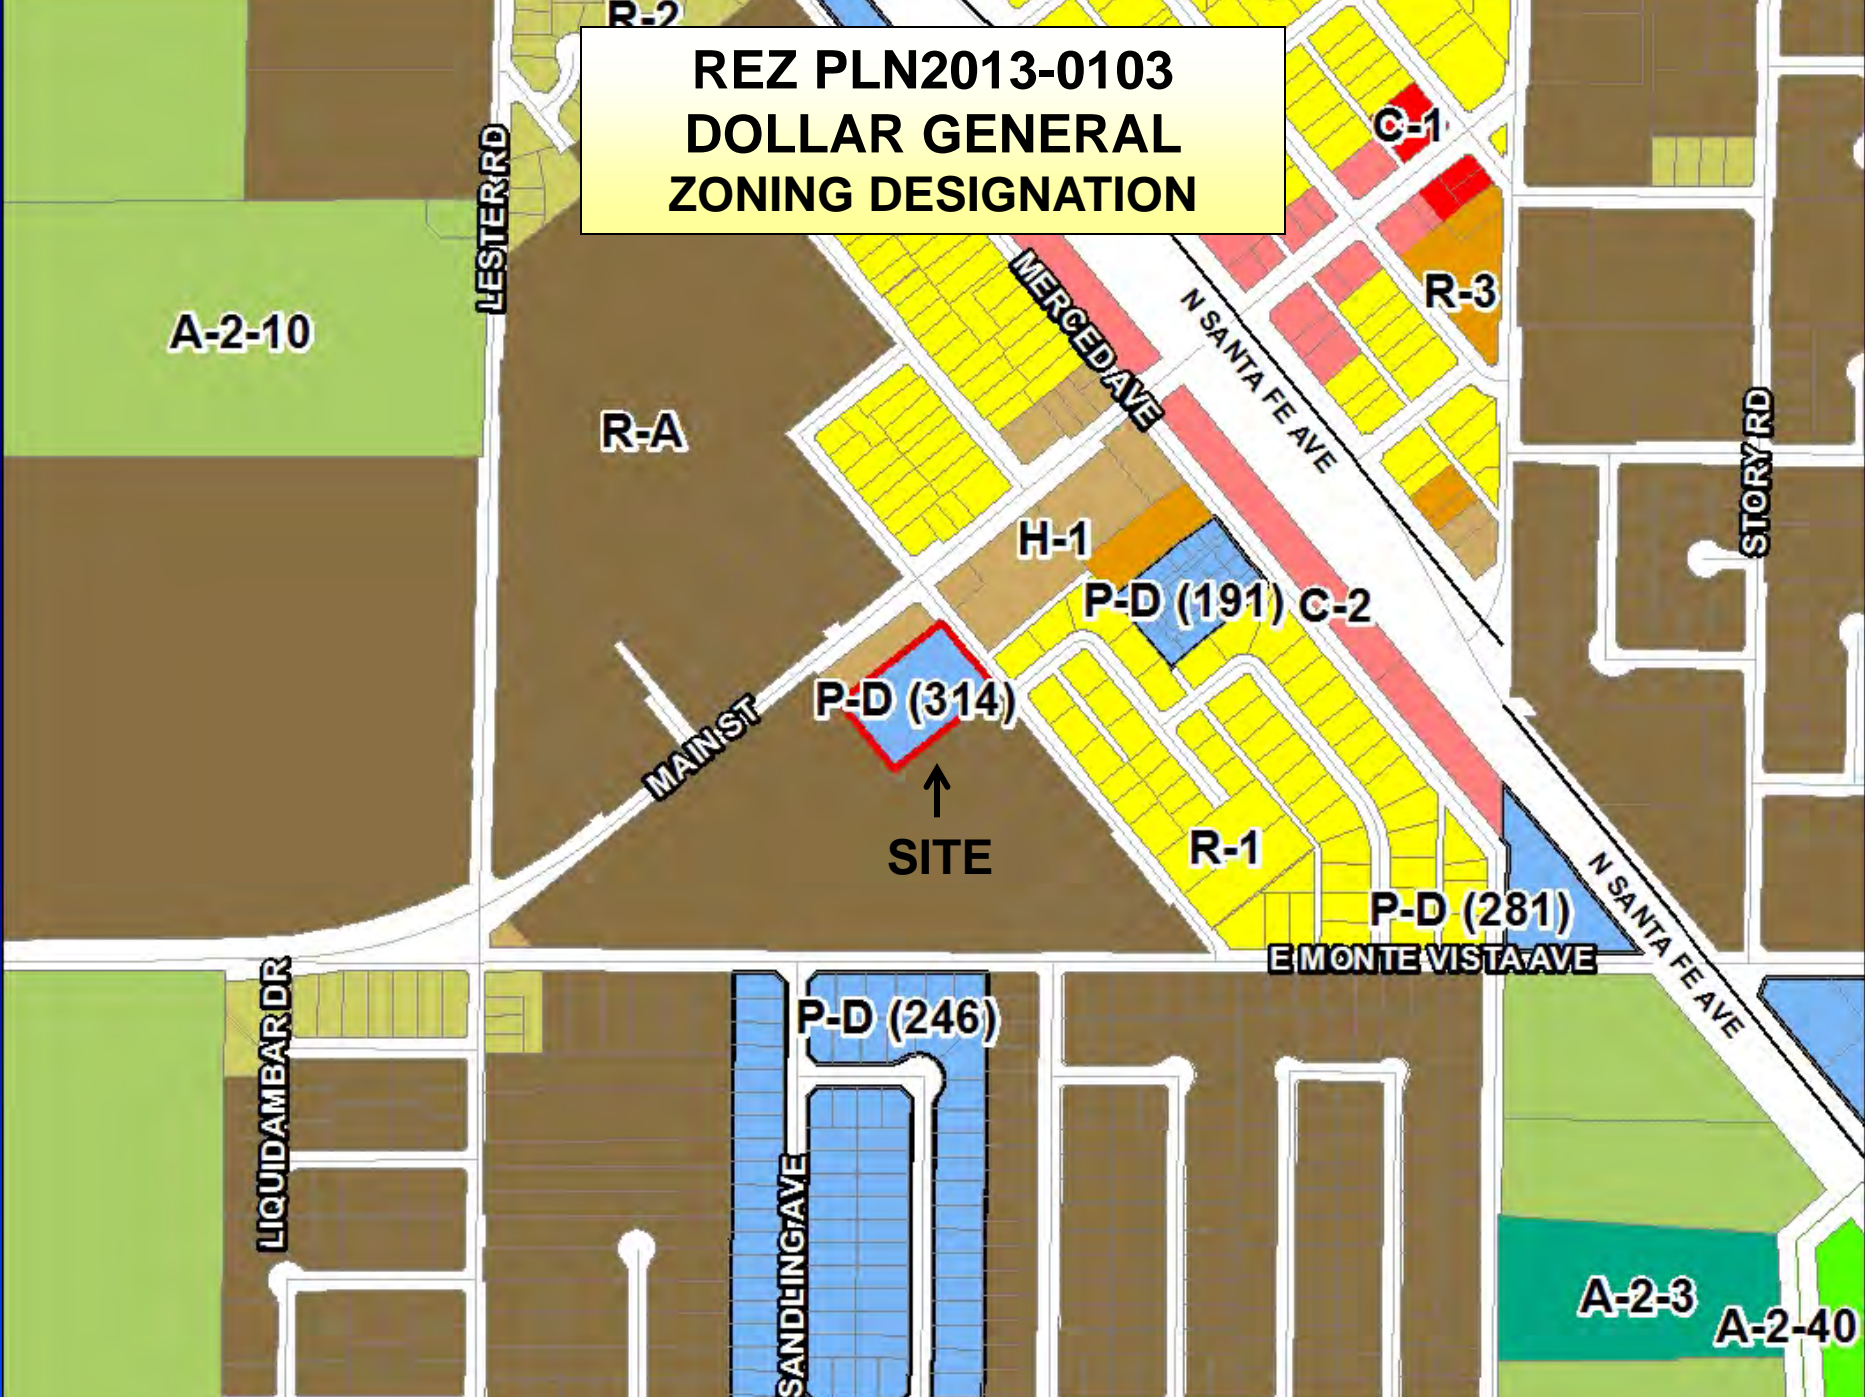 R-2
REZ PLN2013-0103
DOLLAR GENERAL
ZONING DESIGNATION
C-1
LESTER RD
MERCED AVE
N SANTA FE AVE
R-3
A-2-10
R-A
STORY RD
H-1
P-D (191)
C-2
P-D (314)
MAIN ST
SITE
R-1
P-D (281)
N SANTA FE AVE
E MONTE VISTA AVE
LIQUIDAMBAR DR
P-D (246)
SANDLING AVE
A-2-3
A-2-40